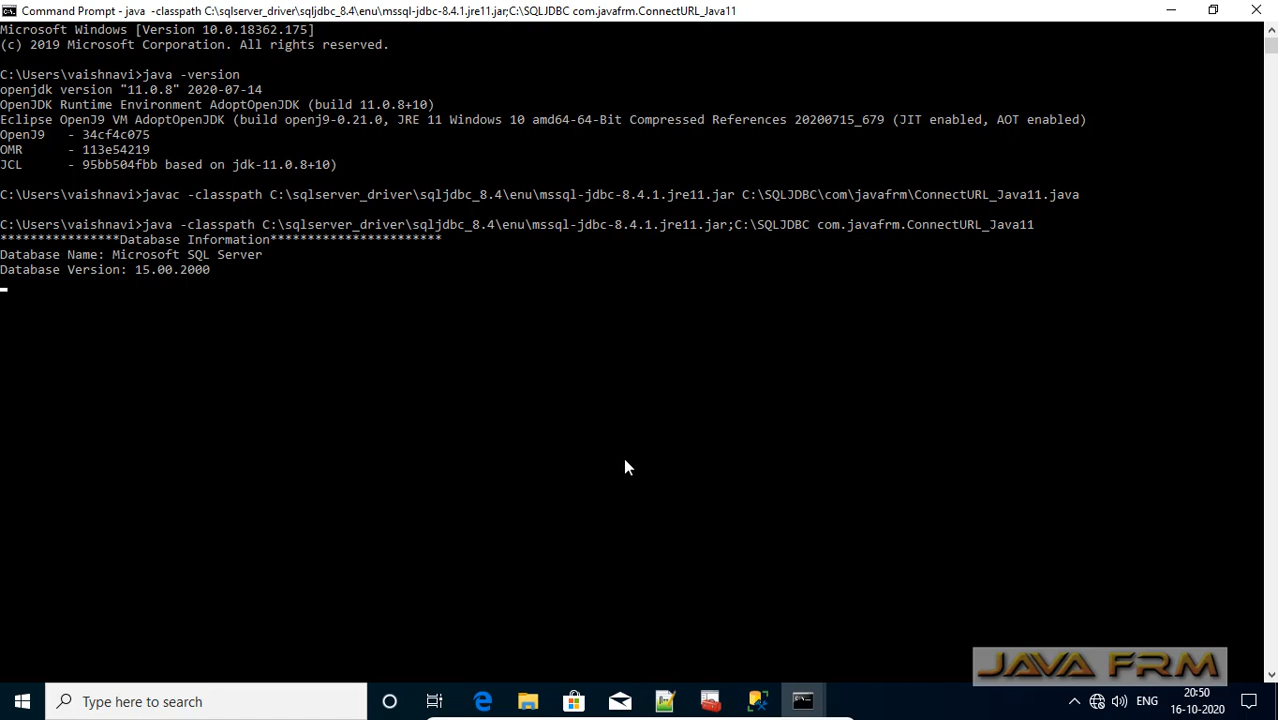 Command Prompt - java -classpath C:\sqlserver_driver\sqljdbc_8.4\enu\mssql-jdbc-8.4.1.jre11.jar;C:\SQLJDBC com.javafrm.ConnectURL_Java11
Microsoft Windows [Version 10.0.18362.175]
(c) 2019 Microsoft Corporation. All rights reserved.
C:\Users\vaishnavi>java -version
openjdk version "11.0.8" 2020-07-14
OpenJDK Runtime Environment AdoptOpenJDK (build 11.0.8+10)
Eclipse OpenJ9 VM AdoptOpenJDK (build openj9-0.21.0, JRE 11 Windows 10 amd64-64-Bit Compressed References 20200715_679 (JIT enabled, AOT enabled)
OpenJ9   - 34cf4c075
OMR      - 113e54219
JCL      - 95bb504fbb based on jdk-11.0.8+10)
C:\Users\vaishnavi>javac -classpath C:\sqlserver_driver\sqljdbc_8.4\enu\mssql-jdbc-8.4.1.jre11.jar C:\SQLJDBC\com\javafrm\ConnectURL_Java11.java
C:\Users\vaishnavi>java -classpath C:\sqlserver_driver\sqljdbc_8.4\enu\mssql-jdbc-8.4.1.jre11.jar;C:\SQLJDBC com.javafrm.ConnectURL_Java11
****************Database Information***********************
Database Name: Microsoft SQL Server
Database Version: 15.00.2000
JAVA FRM
Type here to search
ENG
20:50
16-10-2020